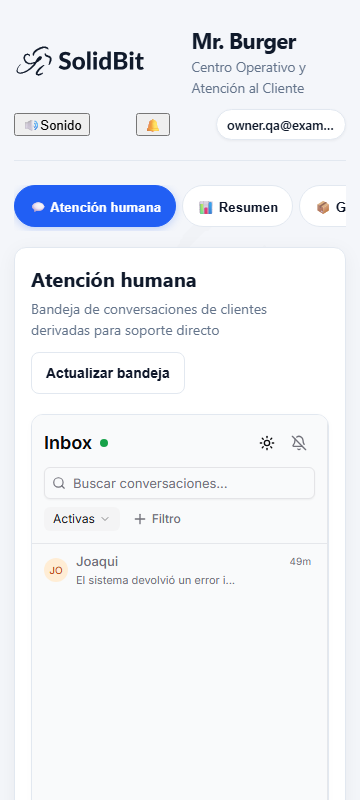 SolidBit
Mr. Burger
Centro Operativo y
Atención al Cliente
Sonido
owner.qa@exam...
Atención humana
Resumen
G
Atención humana
Bandeja de conversaciones de clientes
derivadas para soporte directo
Actualizar bandeja
Inbox
Buscar conversaciones...
Activas
Filtro
JO
Joaqui
49m
El sistema devolvió un error i...